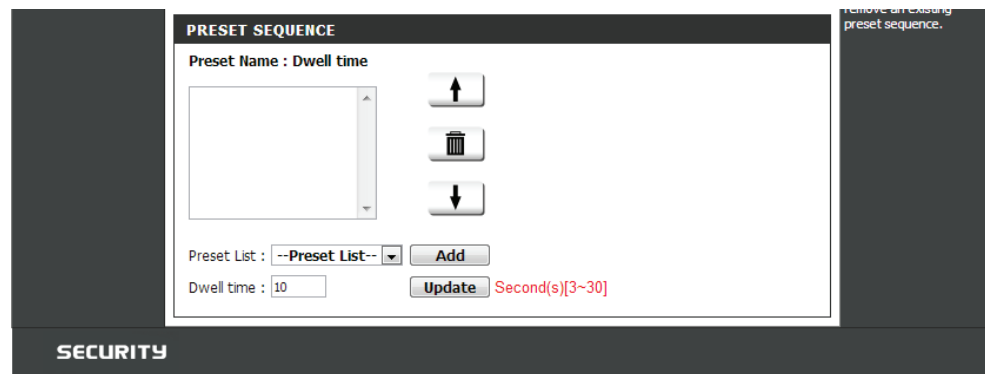 remove an existing
preset sequence.
PRESET SEQUENCE
Preset Name : Dwell time
Preset List : --Preset List-- Add
Dwell time : 10 Update Second(s)[3~30]
SECURITY